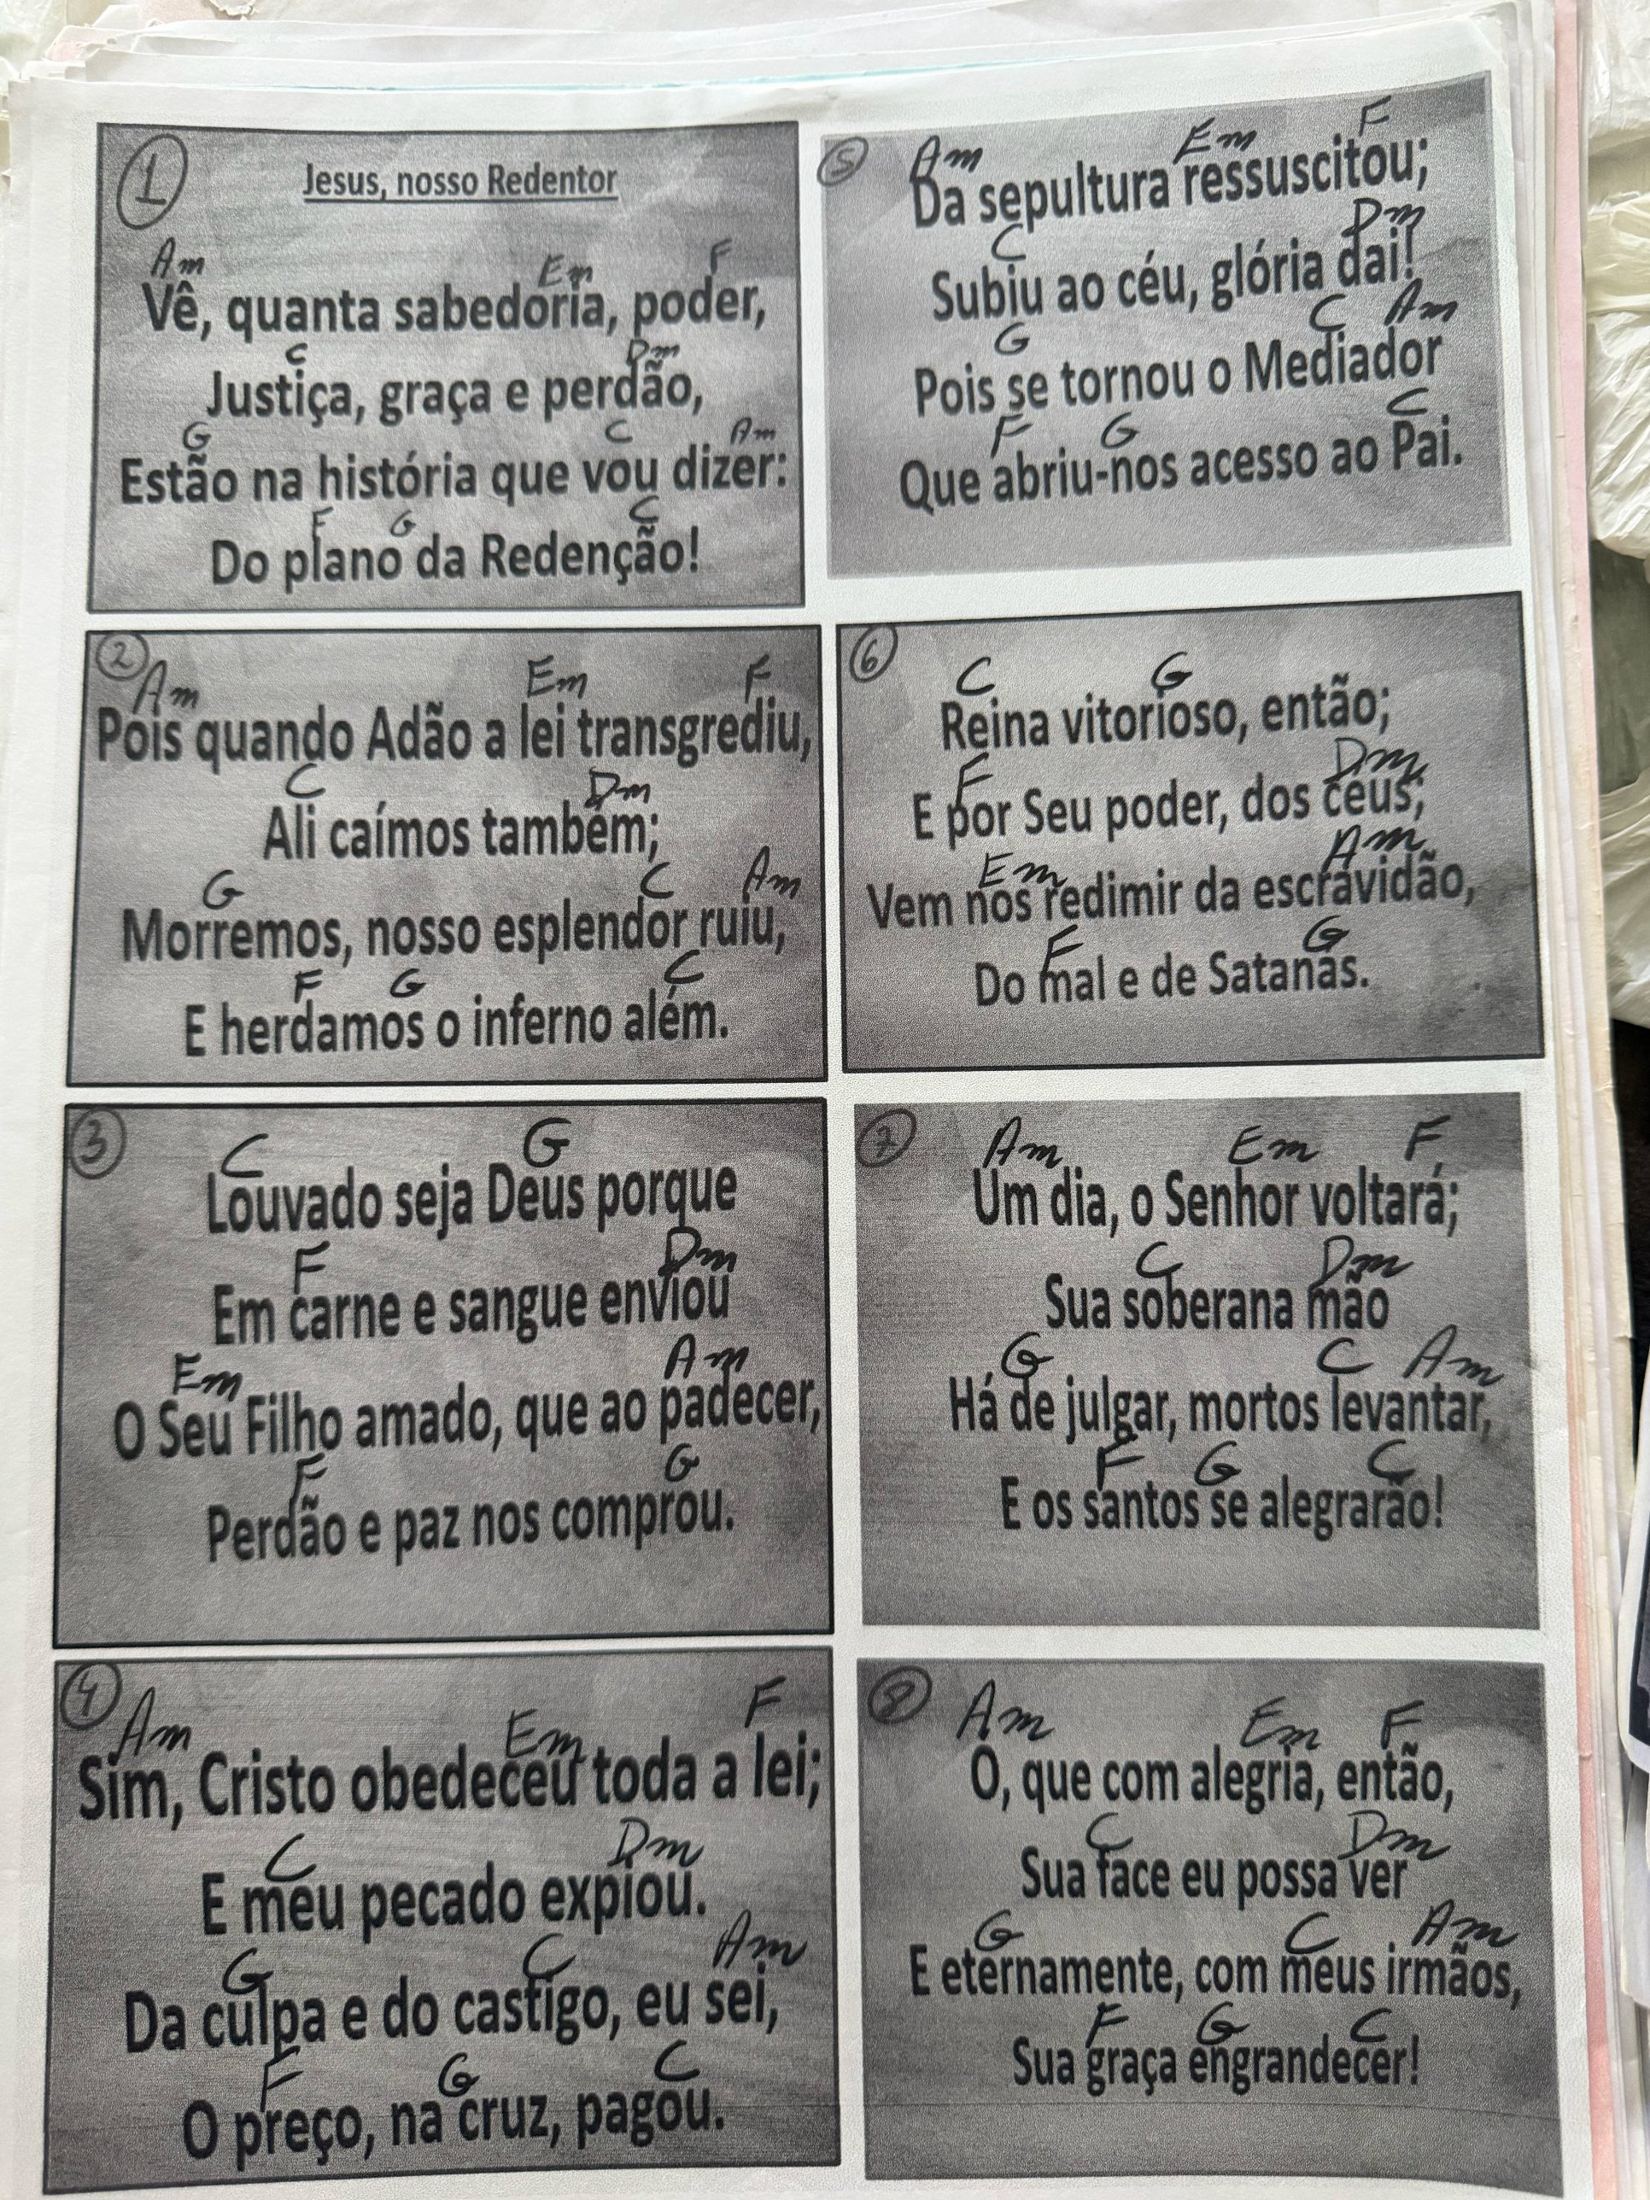 1
Jesus, nosso Redentor
Am Em F
Vê, quanta sabedoria, poder,
C Dm
Justiça, graça e perdão,
G C Am
Estão na história que vou dizer:
F G C
Do plano da Redenção!
2
Am Em F
Pois quando Adão a lei transgrediu,
C Dm
Ali caímos também;
G C Am
Morremos, nosso esplendor ruiu,
F G C
E herdamos o inferno além.
3
C G
Louvado seja Deus porque
F Dm
Em carne e sangue enviou
Em Am
O Seu Filho amado, que ao padecer,
F G
Perdão e paz nos comprou.
4
Am Em F
Sim, Cristo obedeceu toda a lei;
C Dm
E meu pecado expiou.
G C Am
Da culpa e do castigo, eu sei,
F G C
O preço, na cruz, pagou.
5
Am Em F
Da sepultura ressuscitou;
C Dm
Subiu ao céu, glória dai!
G C Am
Pois se tornou o Mediador
F G C
Que abriu-nos acesso ao Pai.
6
C G
Reina vitorioso, então;
F Dm
E por Seu poder, dos céus,
Em Am
Vem nos redimir da escravidão,
F G
Do mal e de Satanás.
7
Am Em F
Um dia, o Senhor voltará;
C Dm
Sua soberana mão
G C Am
Há de julgar, mortos levantar,
F G C
E os santos se alegrarão!
8
Am Em F
O, que com alegria, então,
C Dm
Sua face eu possa ver
G C Am
E eternamente, com meus irmãos,
F G C
Sua graça engrandecer!